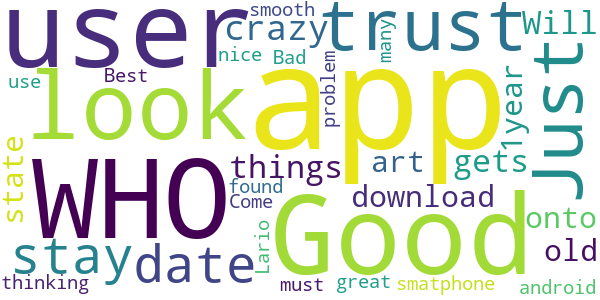 user
smooth
crazy
trust
Will
nice
Bad
many
Best
look
app
use
problem
1year
Just
WHO
things
art
gets
state
found
Come
download
Good
onto
stay
date
Lario
old
thinking
must
great
smatphone
android